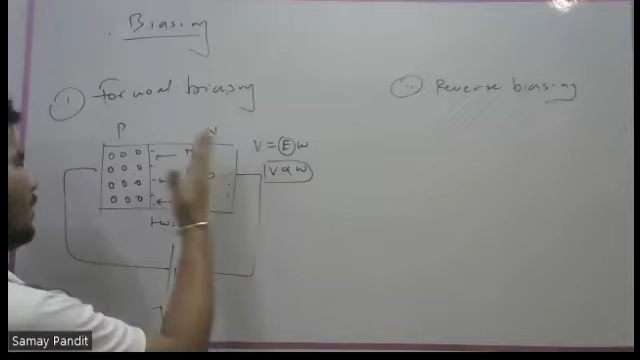 Biasing
(1) Forward biasing
(2) Reverse biasing
P N
V = E w
V ∝ w
Samay Pandit